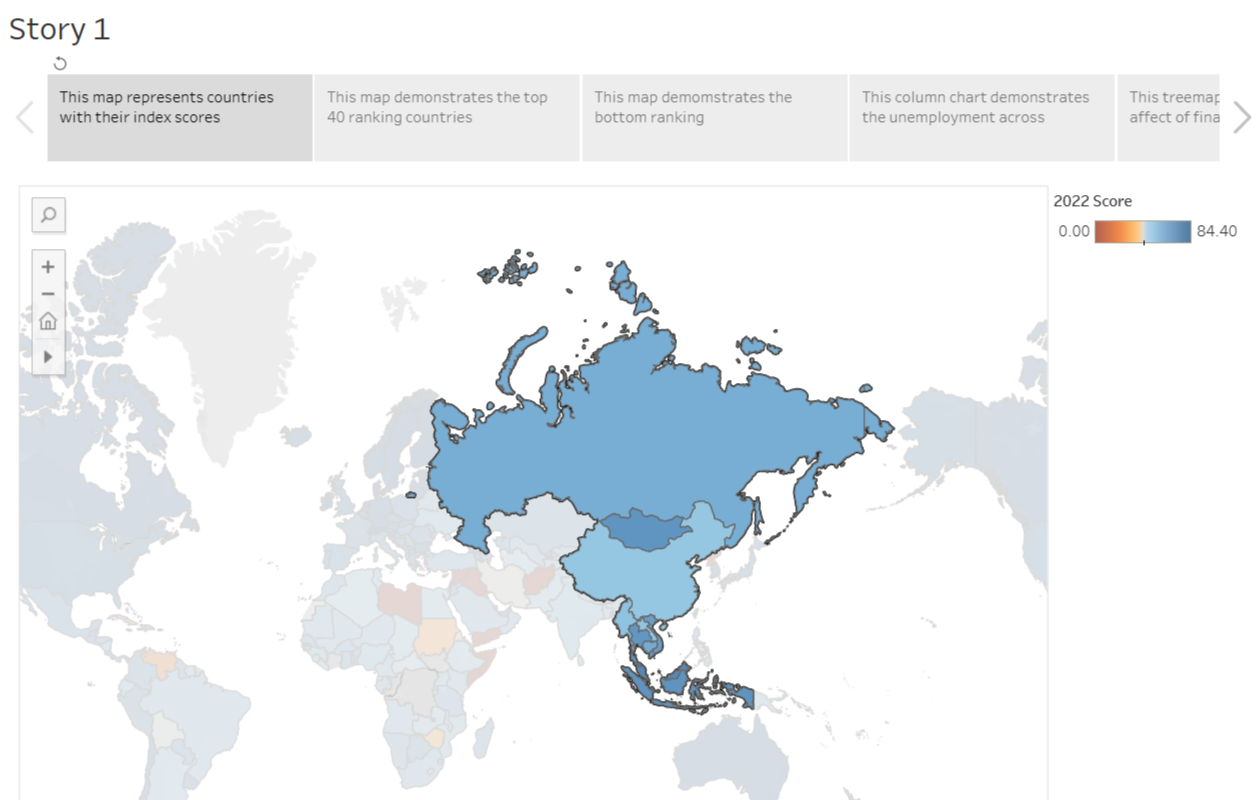 Story 1
This map represents countries
with their index scores
This map demonstrates the top
40 ranking countries
This map demomstrates the
bottom ranking
This column chart demonstrates
the unemployment across
This treemap
affect of fina
2022 Score
0.00
84.40